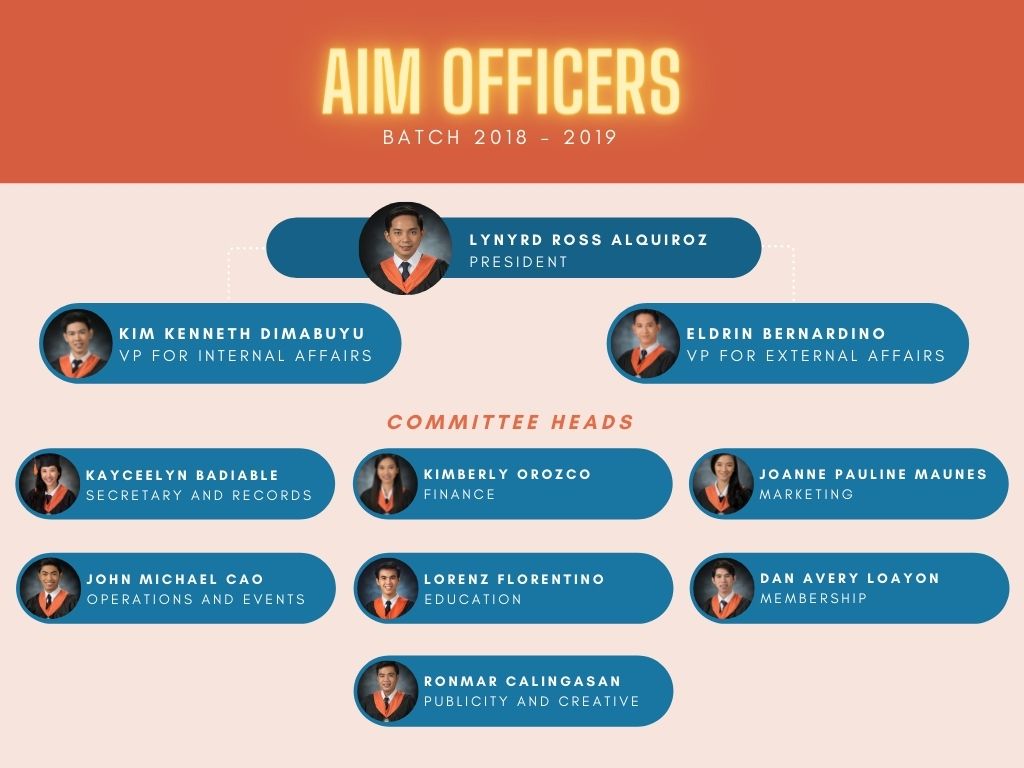 AIM OFFICERS
BATCH 2018 - 2019
LYNYRD ROSS ALQUIROZ
PRESIDENT
KIM KENNETH DIMABUYU
VP FOR INTERNAL AFFAIRS
ELDRIN BERNARDINO
VP FOR EXTERNAL AFFAIRS
COMMITTEE HEADS
KAYCEELYN BADIABLE
SECRETARY AND RECORDS
KIMBERLY OROZCO
FINANCE
JOANNE PAULINE MAUNES
MARKETING
JOHN MICHAEL CAO
OPERATIONS AND EVENTS
LORENZ FLORENTINO
EDUCATION
DAN AVERY LOAYON
MEMBERSHIP
RONMAR CALINGASAN
PUBLICITY AND CREATIVE